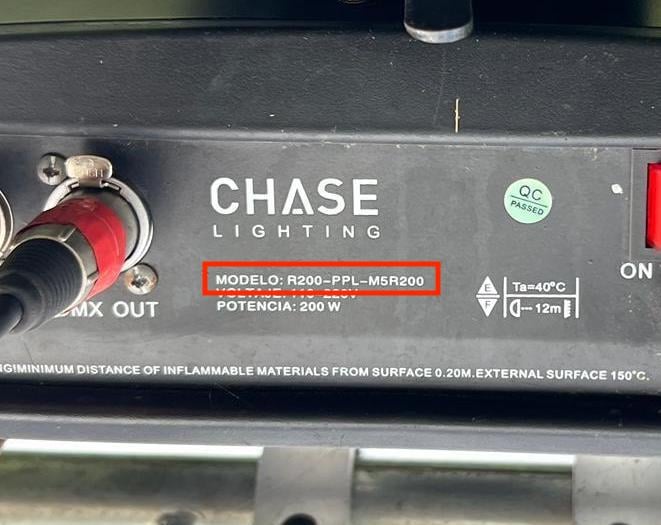 PUSH
CHASE
LIGHTING
QC
PASSED
MODELO: R200-PPL-M5R200
VOLTAJE: 110-220V
POTENCIA: 200 W
DMX OUT
E
F
Ta=40°C
12m
ON
!MINIMUM DISTANCE OF INFLAMMABLE MATERIALS FROM SURFACE 0.20M.EXTERNAL SURFACE 150°C.